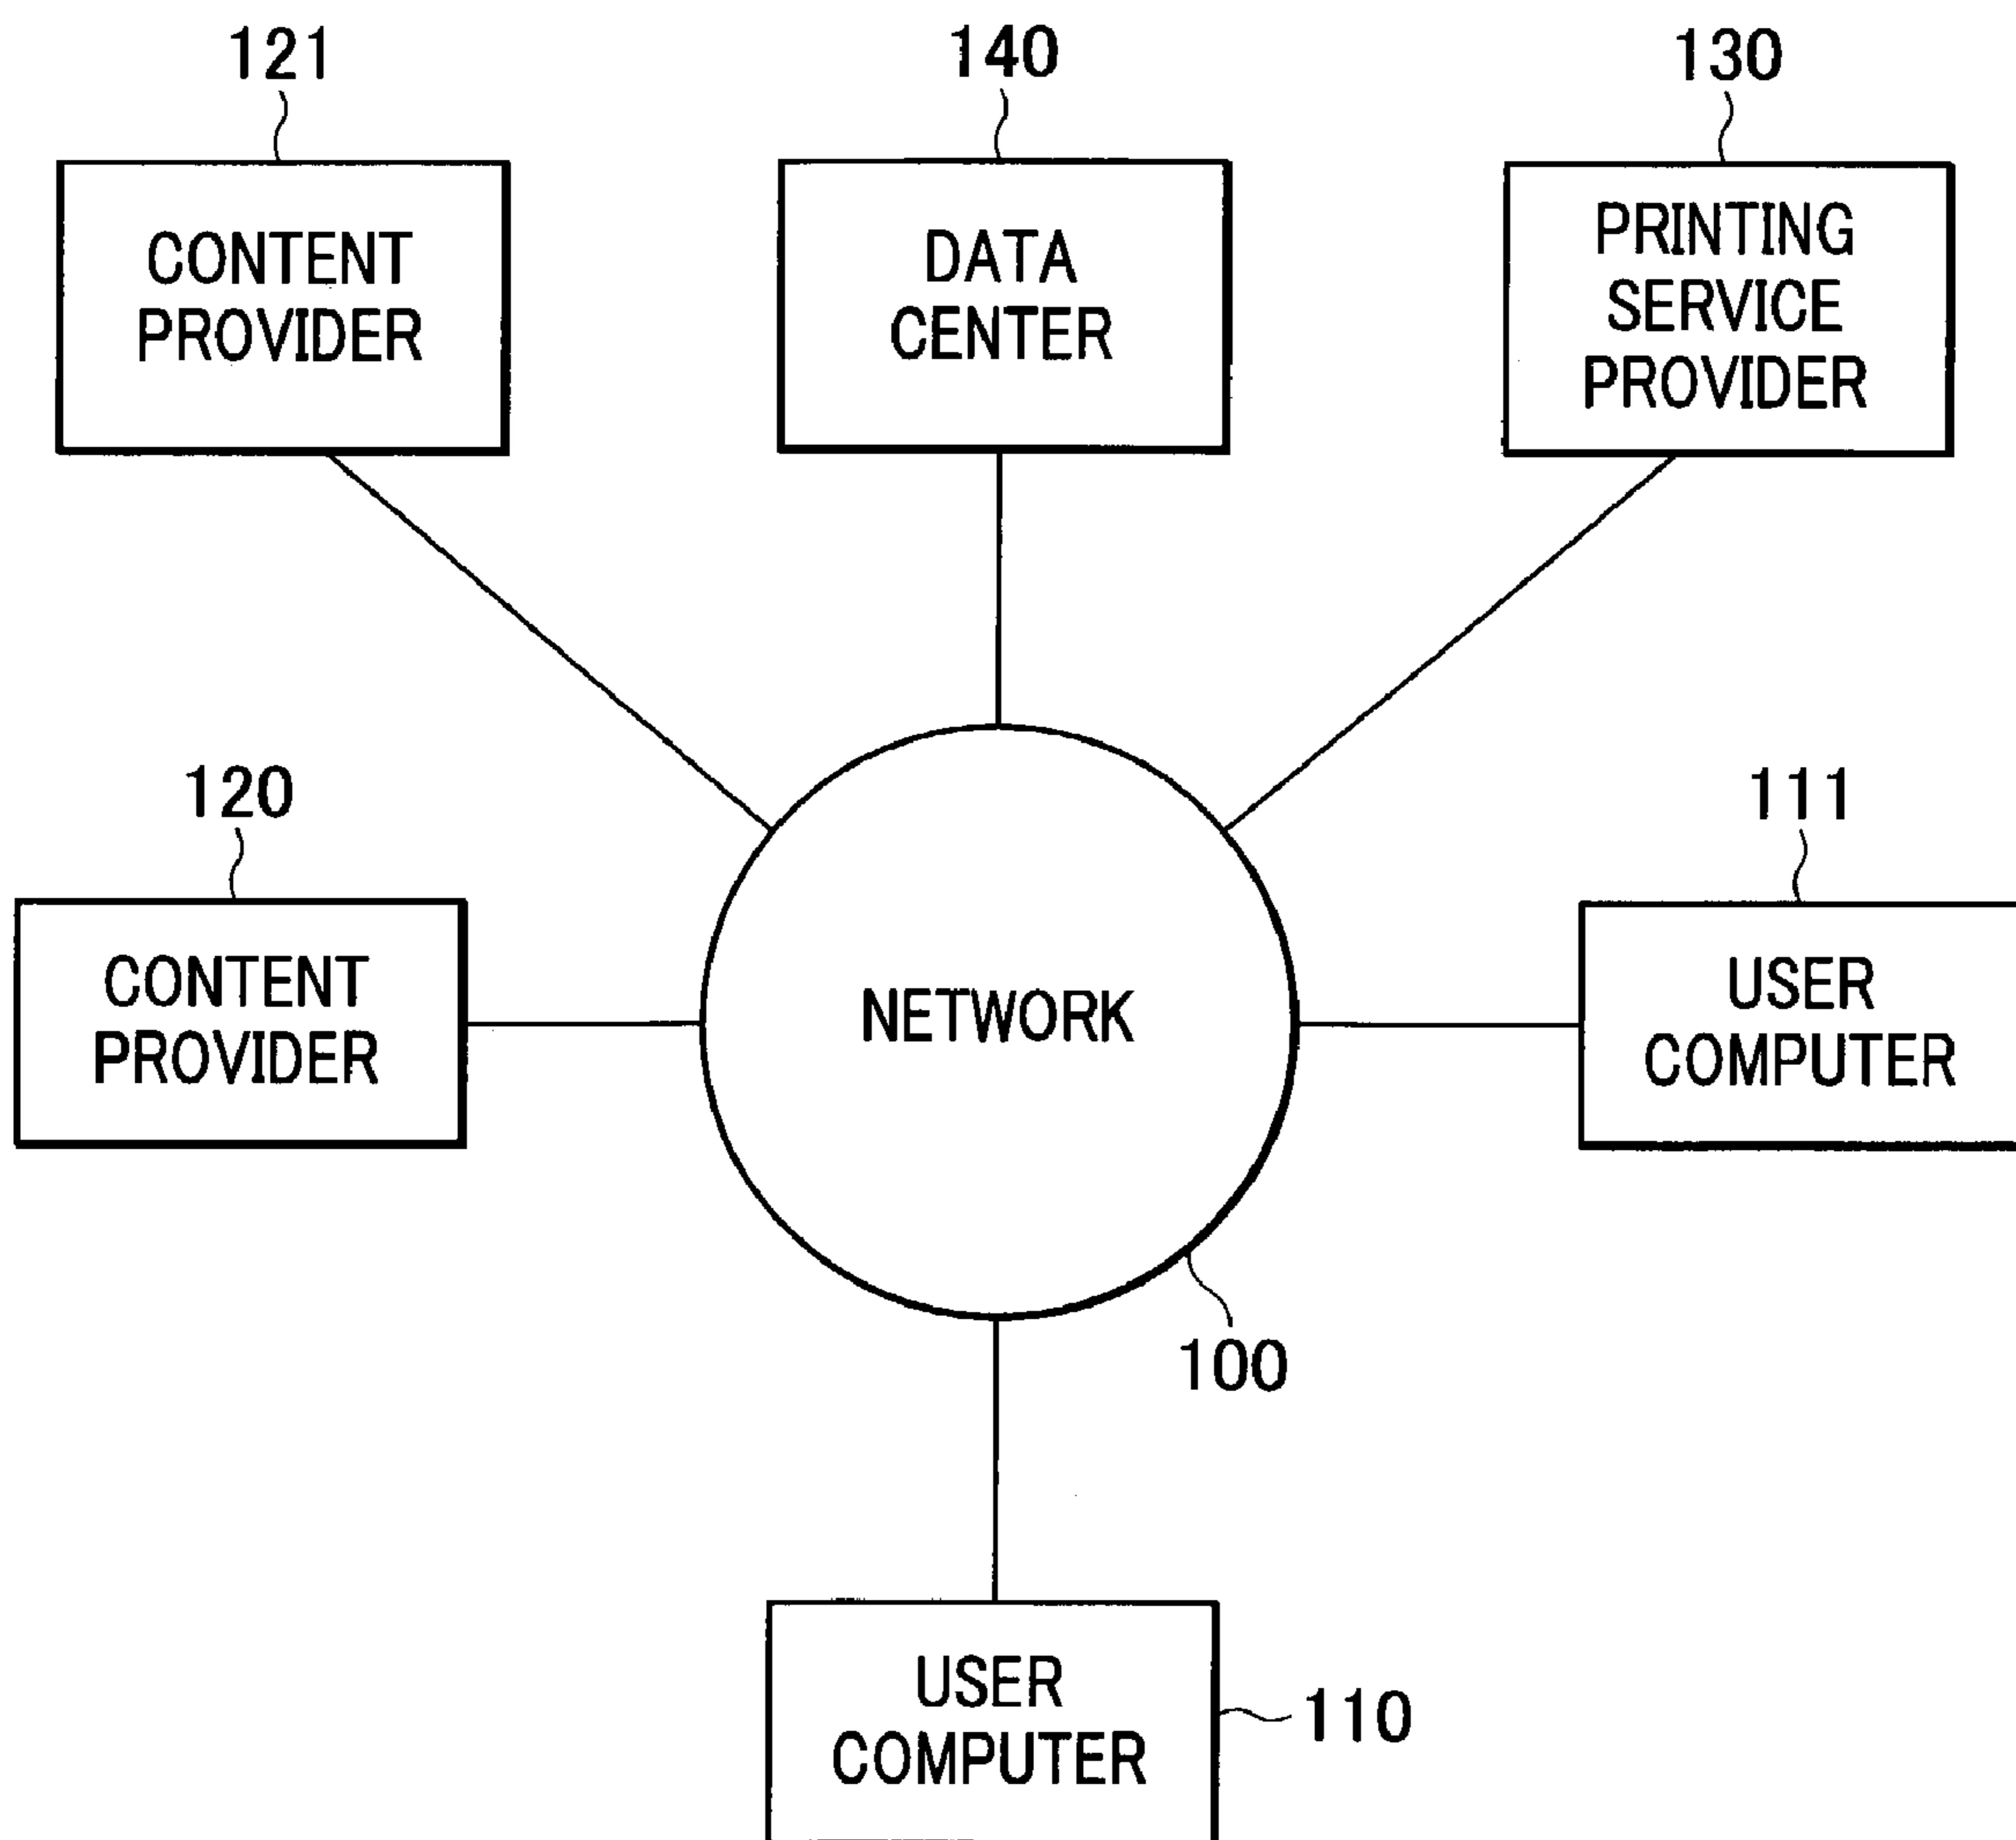 121
140
130
CONTENT
PROVIDER
DATA
CENTER
PRINTING
SERVICE
PROVIDER
120
111
CONTENT
PROVIDER
NETWORK
USER
COMPUTER
100
USER
COMPUTER
110